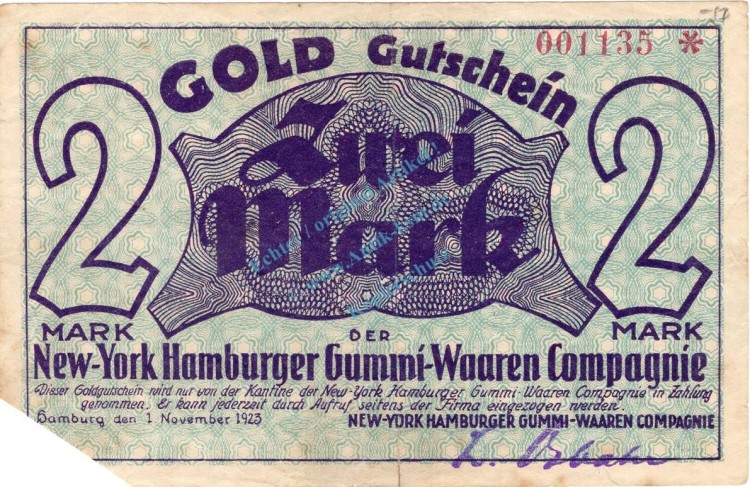 001135 *
GOLD Gutschein
2 Zwei Mark 2
MARK DER MARK
New-York Hamburger Gummi-Waaren Compagnie
Dieser Goldgutschein wird nur von der Kantine der New-York Hamburger Gummi-Waaren Compagnie in Zahlung
genommen. Er kann jederzeit durch Aufruf seitens der Firma eingezogen werden.
Hamburg den 1. November 1923 NEW-YORK HAMBURGER GUMMI-WAAREN COMPAGNIE